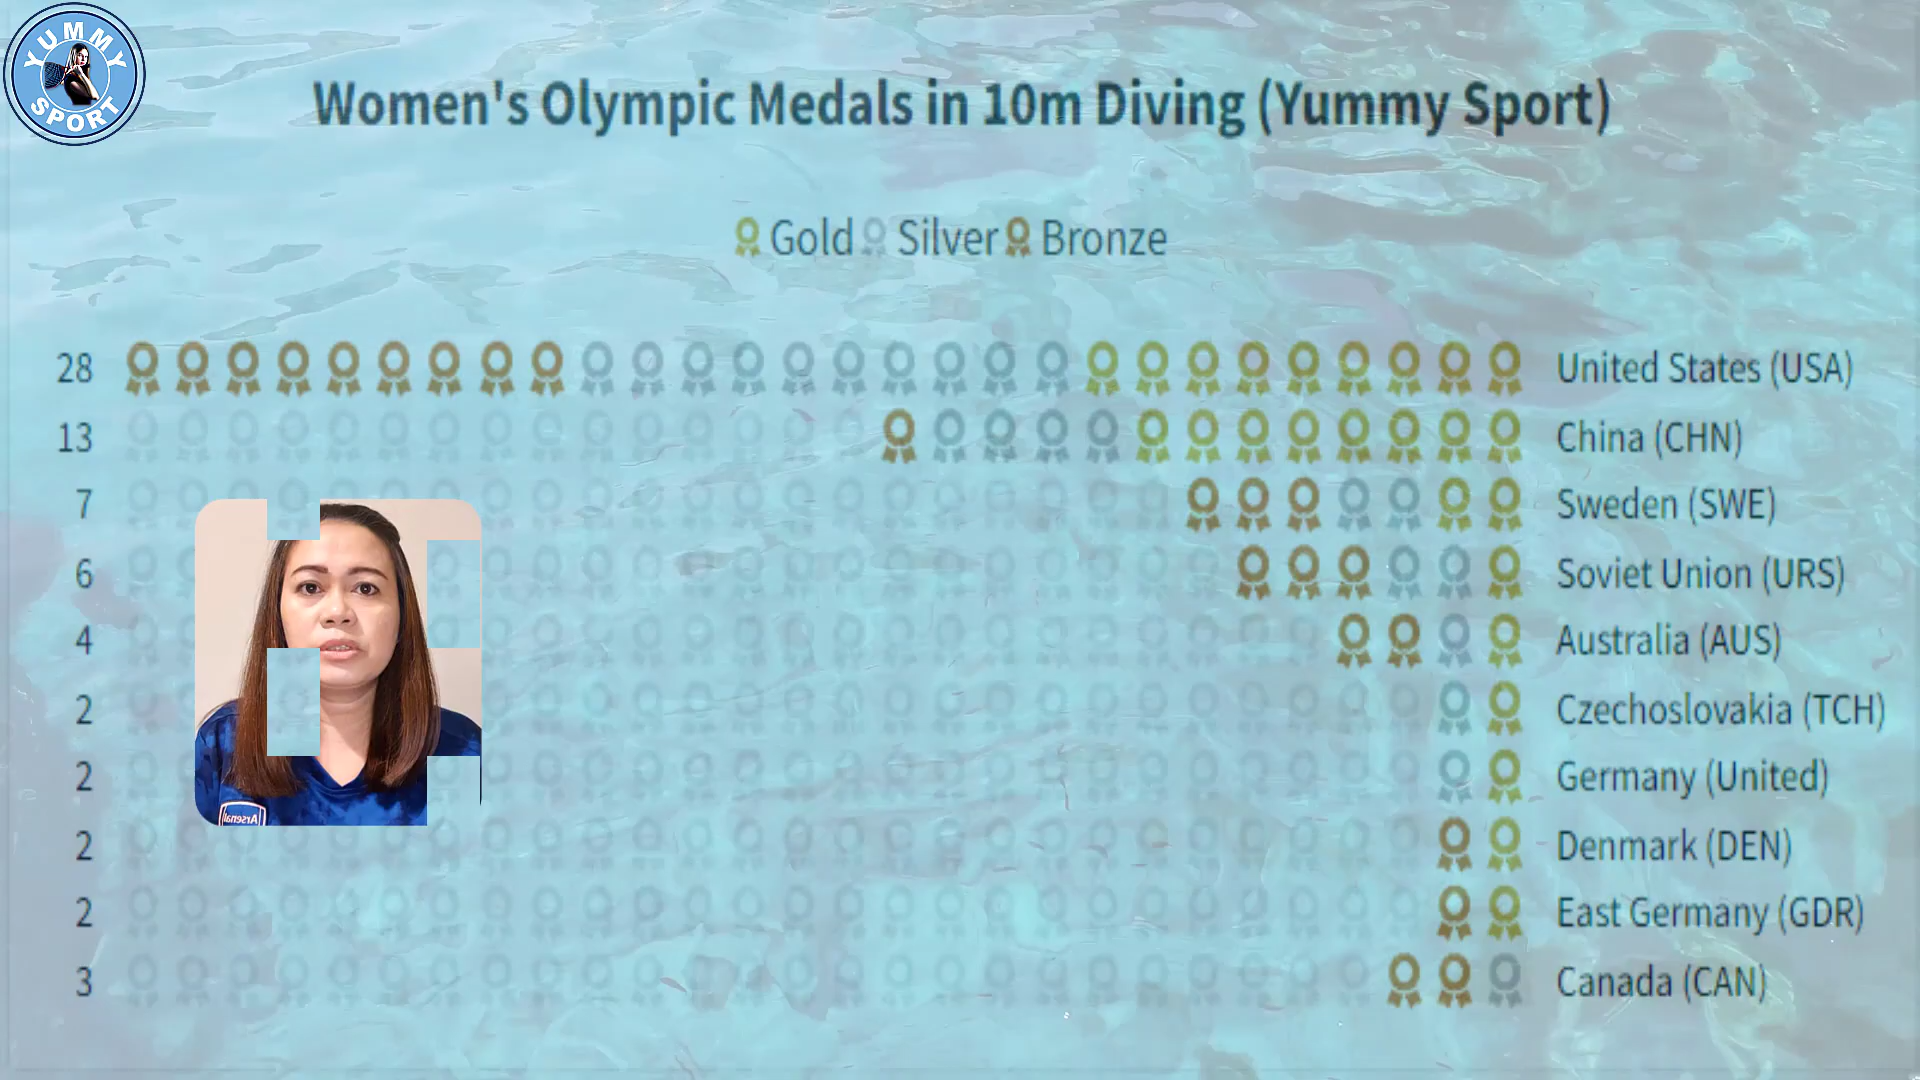 YUMMY
SPORT
Women's Olympic Medals in 10m Diving (Yummy Sport)
Gold Silver Bronze
28 United States (USA)
13 China (CHN)
7 Sweden (SWE)
6 Soviet Union (URS)
4 Australia (AUS)
2 Czechoslovakia (TCH)
2 Germany (United)
2 Denmark (DEN)
2 East Germany (GDR)
3 Canada (CAN)
Arsenal